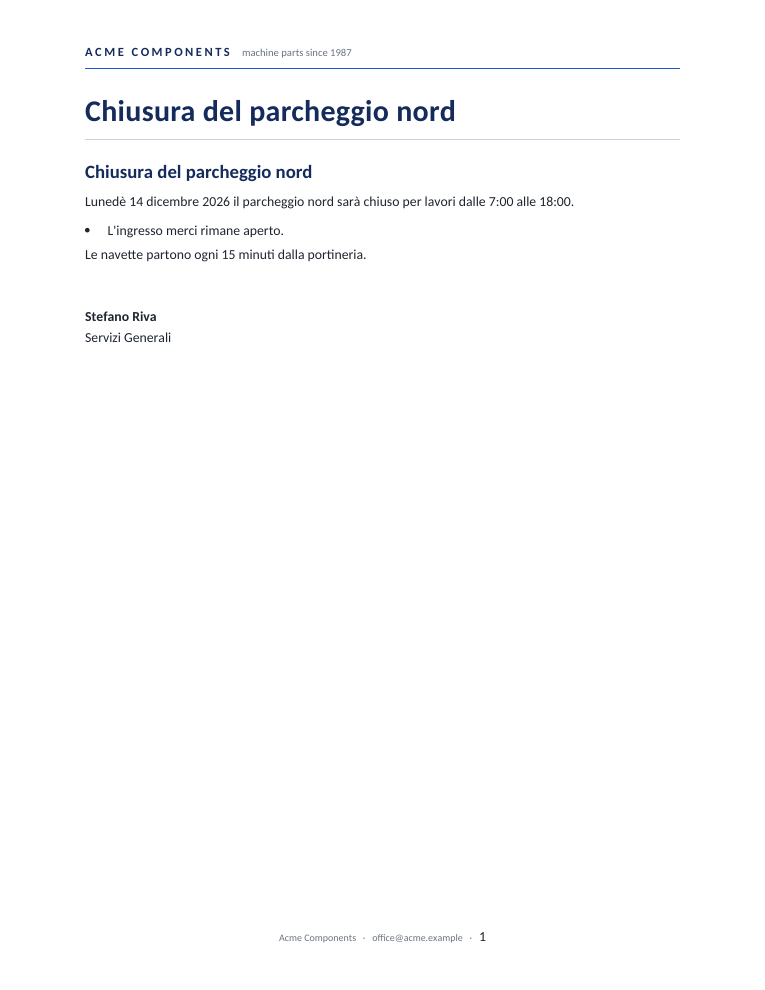 ACME COMPONENTS machine parts since 1987
Chiusura del parcheggio nord
Chiusura del parcheggio nord
Lunedè 14 dicembre 2026 il parcheggio nord sarà chiuso per lavori dalle 7:00 alle 18:00.
• L'ingresso merci rimane aperto.
Le navette partono ogni 15 minuti dalla portineria.
Stefano Riva
Servizi Generali
Acme Components · office@acme.example · 1